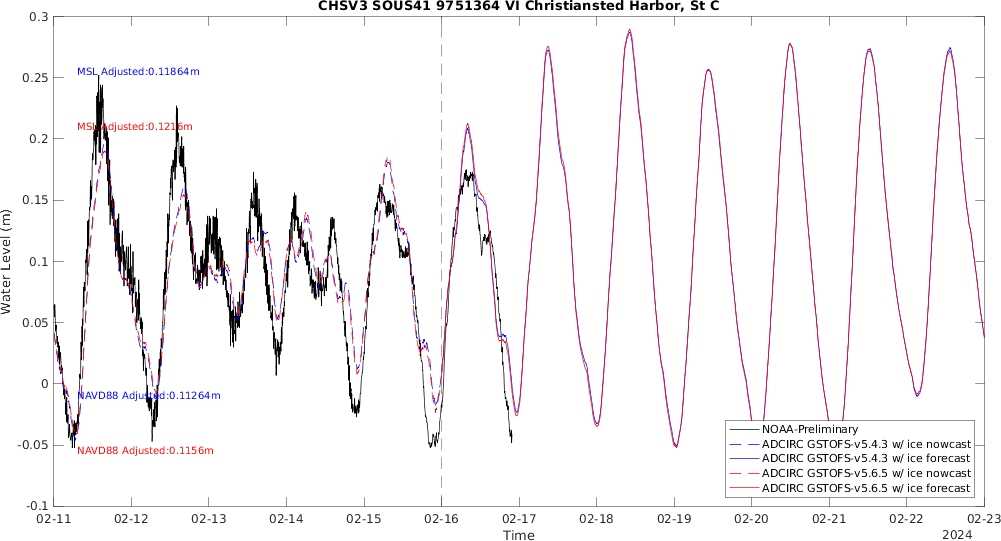 CHSV3 SOUS41 9751364 VI Christiansted Harbor, St C
0.3
0.25
0.2
0.15
0.1
0.05
0
-0.05
-0.1
Water Level (m)
MSL Adjusted:0.11864m
MSL Adjusted:0.1216m
NAVD88 Adjusted:0.11264m
NAVD88 Adjusted:0.1156m
NOAA-Preliminary
ADCIRC GSTOFS-v5.4.3 w/ ice nowcast
ADCIRC GSTOFS-v5.4.3 w/ ice forecast
ADCIRC GSTOFS-v5.6.5 w/ ice nowcast
ADCIRC GSTOFS-v5.6.5 w/ ice forecast
02-11 02-12 02-13 02-14 02-15 02-16 02-17 02-18 02-19 02-20 02-21 02-22 02-23
Time
2024